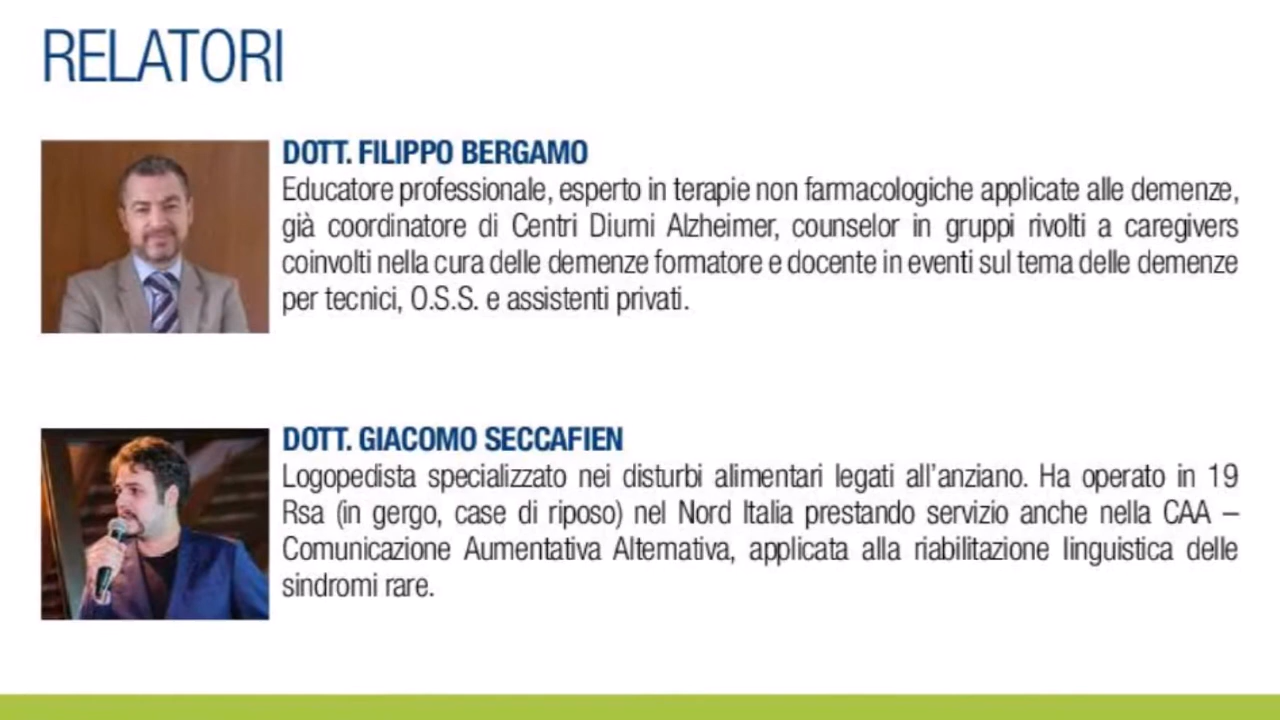 RELATORI
DOTT. FILIPPO BERGAMO
Educatore professionale, esperto in terapie non farmacologiche applicate alle demenze,
già coordinatore di Centri Diurni Alzheimer, counselor in gruppi rivolti a caregivers
coinvolti nella cura delle demenze formatore e docente in eventi sul tema delle demenze
per tecnici, O.S.S. e assistenti privati.
DOTT. GIACOMO SECCAFIEN
Logopedista specializzato nei disturbi alimentari legati all'anziano. Ha operato in 19
Rsa (in gergo, case di riposo) nel Nord Italia prestando servizio anche nella CAA –
Comunicazione Aumentativa Alternativa, applicata alla riabilitazione linguistica delle
sindromi rare.